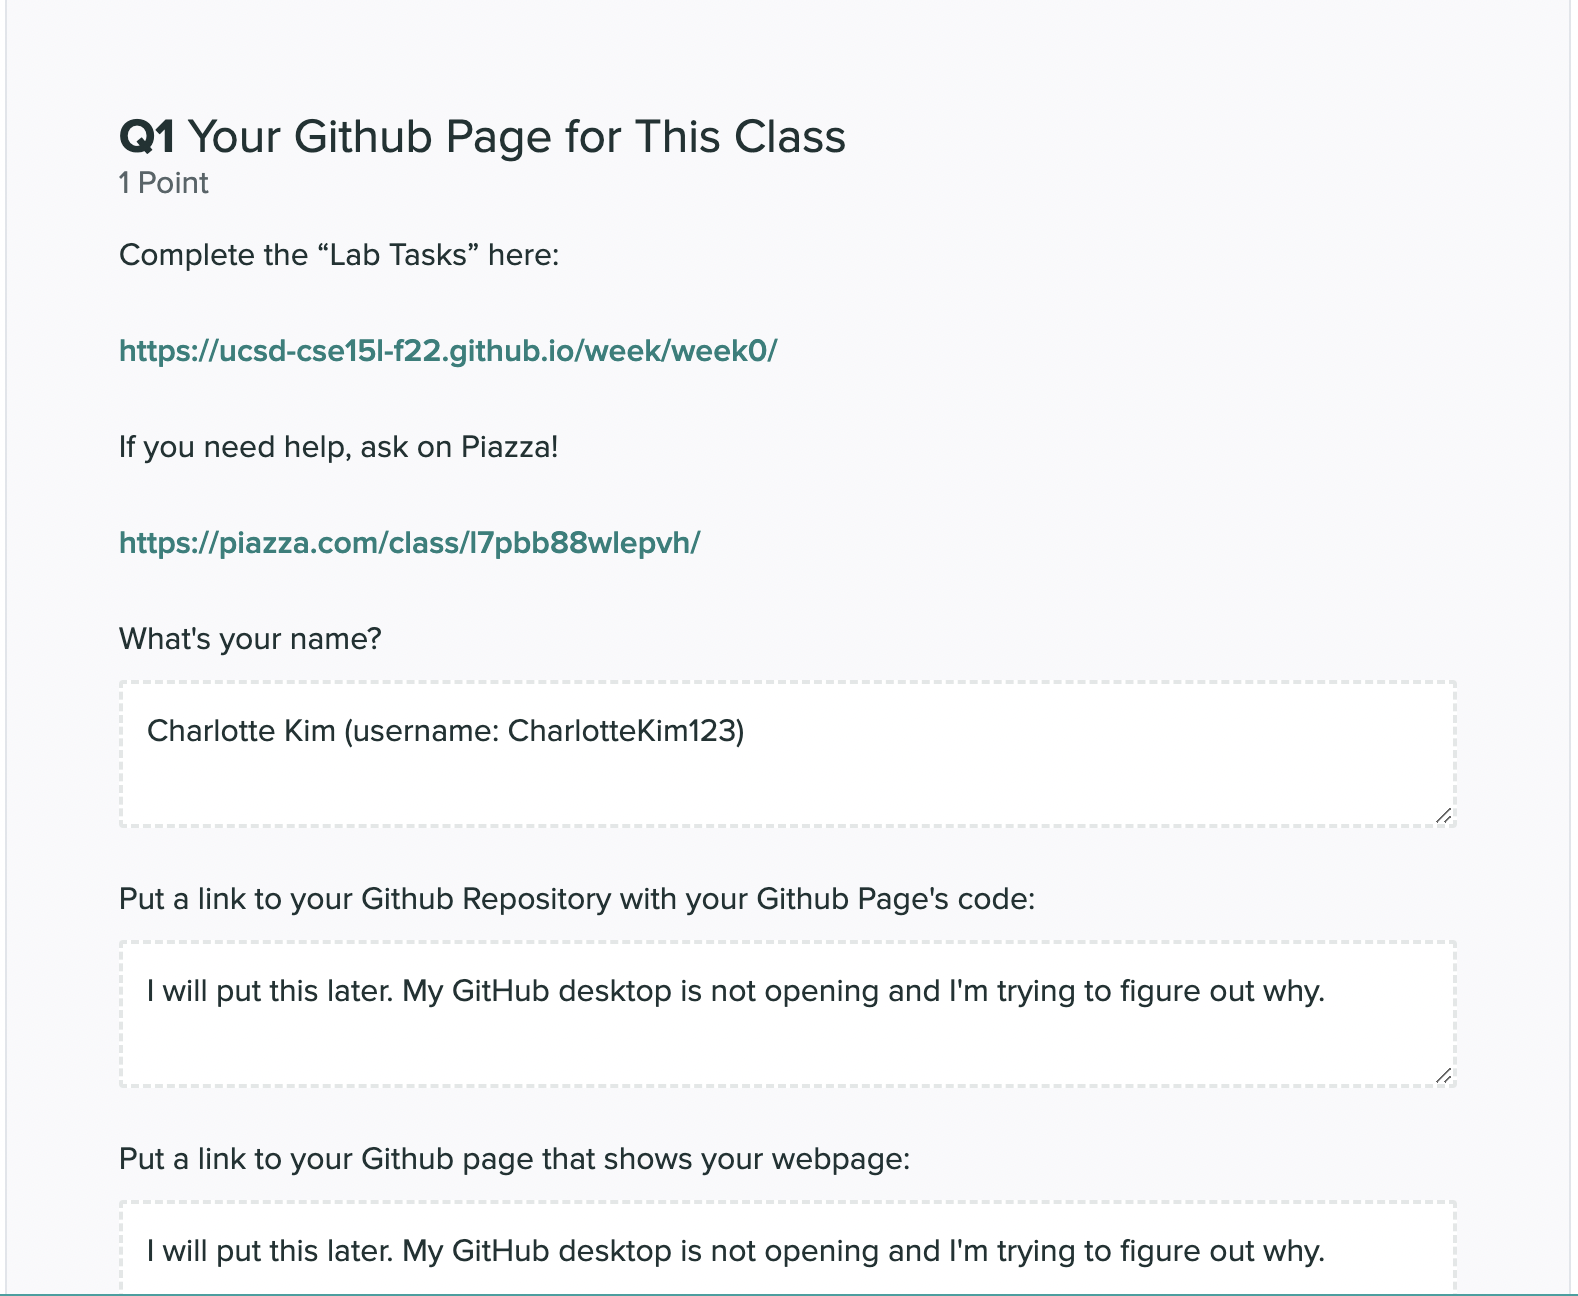 Q1 Your Github Page for This Class
1 Point
Complete the “Lab Tasks” here:
https://ucsd-cse15l-f22.github.io/week/week0/
If you need help, ask on Piazza!
https://piazza.com/class/l7pbb88wlepvh/
What's your name?
Charlotte Kim (username: CharlotteKim123)
Put a link to your Github Repository with your Github Page's code:
I will put this later. My GitHub desktop is not opening and I'm trying to figure out why.
Put a link to your Github page that shows your webpage:
I will put this later. My GitHub desktop is not opening and I'm trying to figure out why.